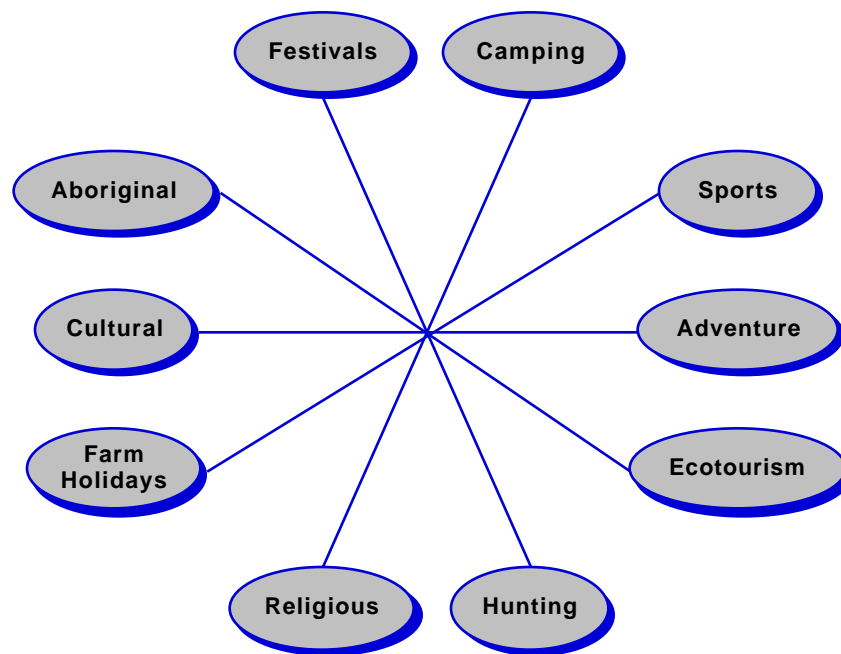 Festivals
Camping
Aboriginal
Sports
Cultural
Adventure
Farm
Holidays
Ecotourism
Religious
Hunting